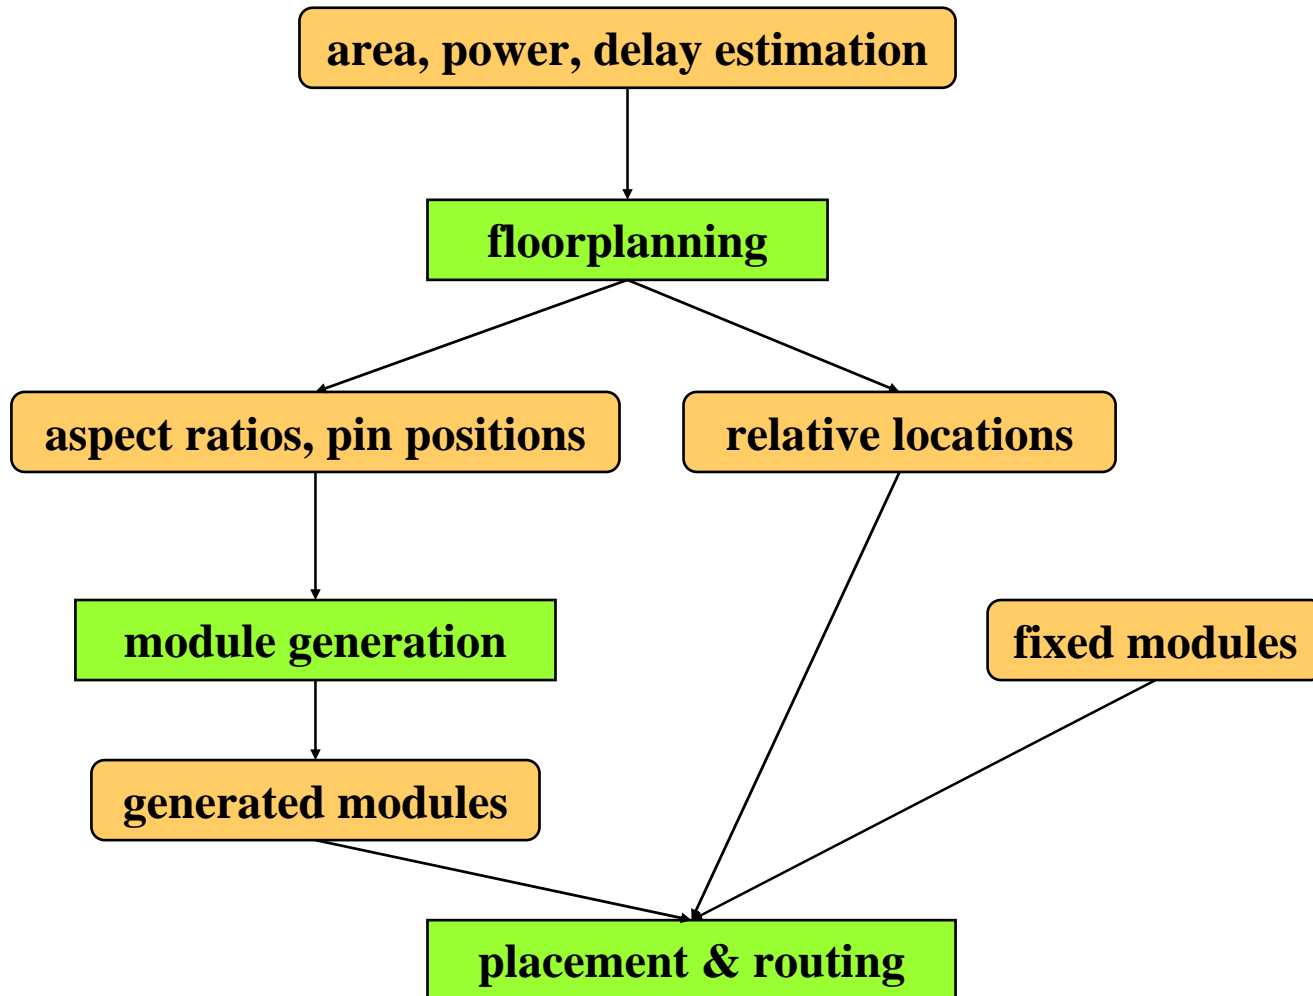 area, power, delay estimation
floorplanning
aspect ratios, pin positions
relative locations
module generation
fixed modules
generated modules
placement & routing